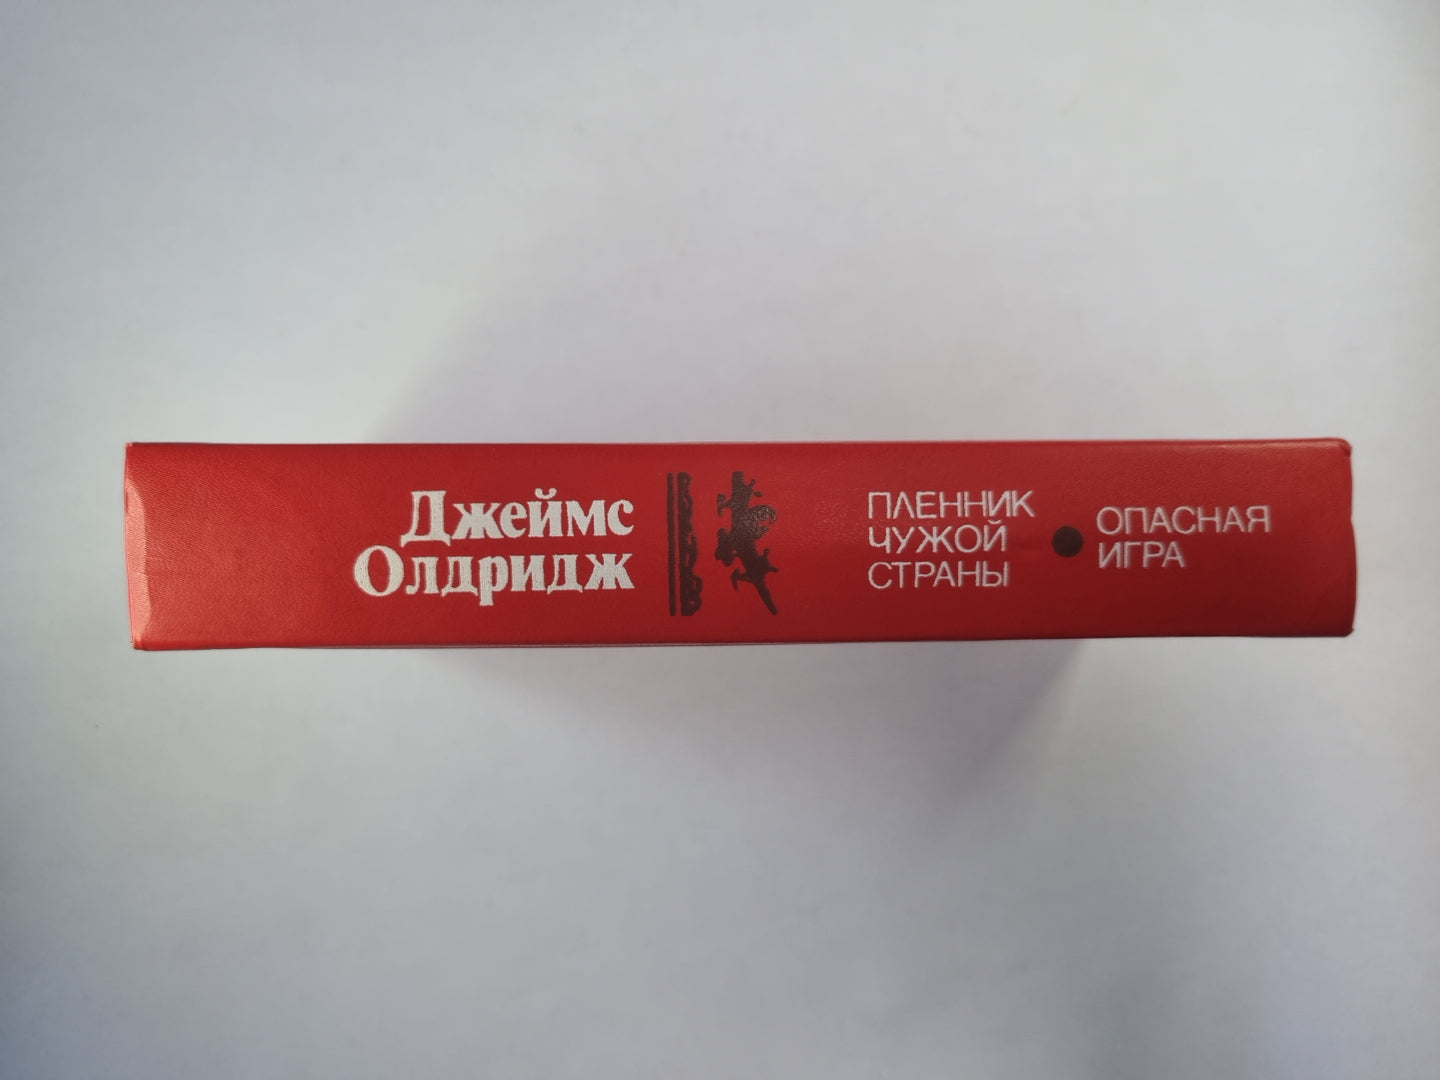 Джеймс
Олдридж
ПЛЕННИК
ЧУЖОЙ
СТРАНЫ
ОПАСНАЯ
ИГРА